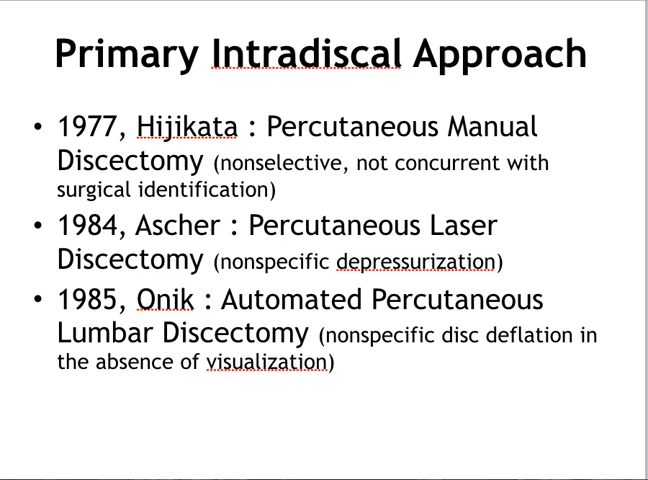 Primary Intradiscal Approach
• 1977, Hijikata : Percutaneous Manual
Discectomy (nonselective, not concurrent with
surgical identification)
• 1984, Ascher : Percutaneous Laser
Discectomy (nonspecific depressurization)
• 1985, Onik : Automated Percutaneous
Lumbar Discectomy (nonspecific disc deflation in
the absence of visualization)